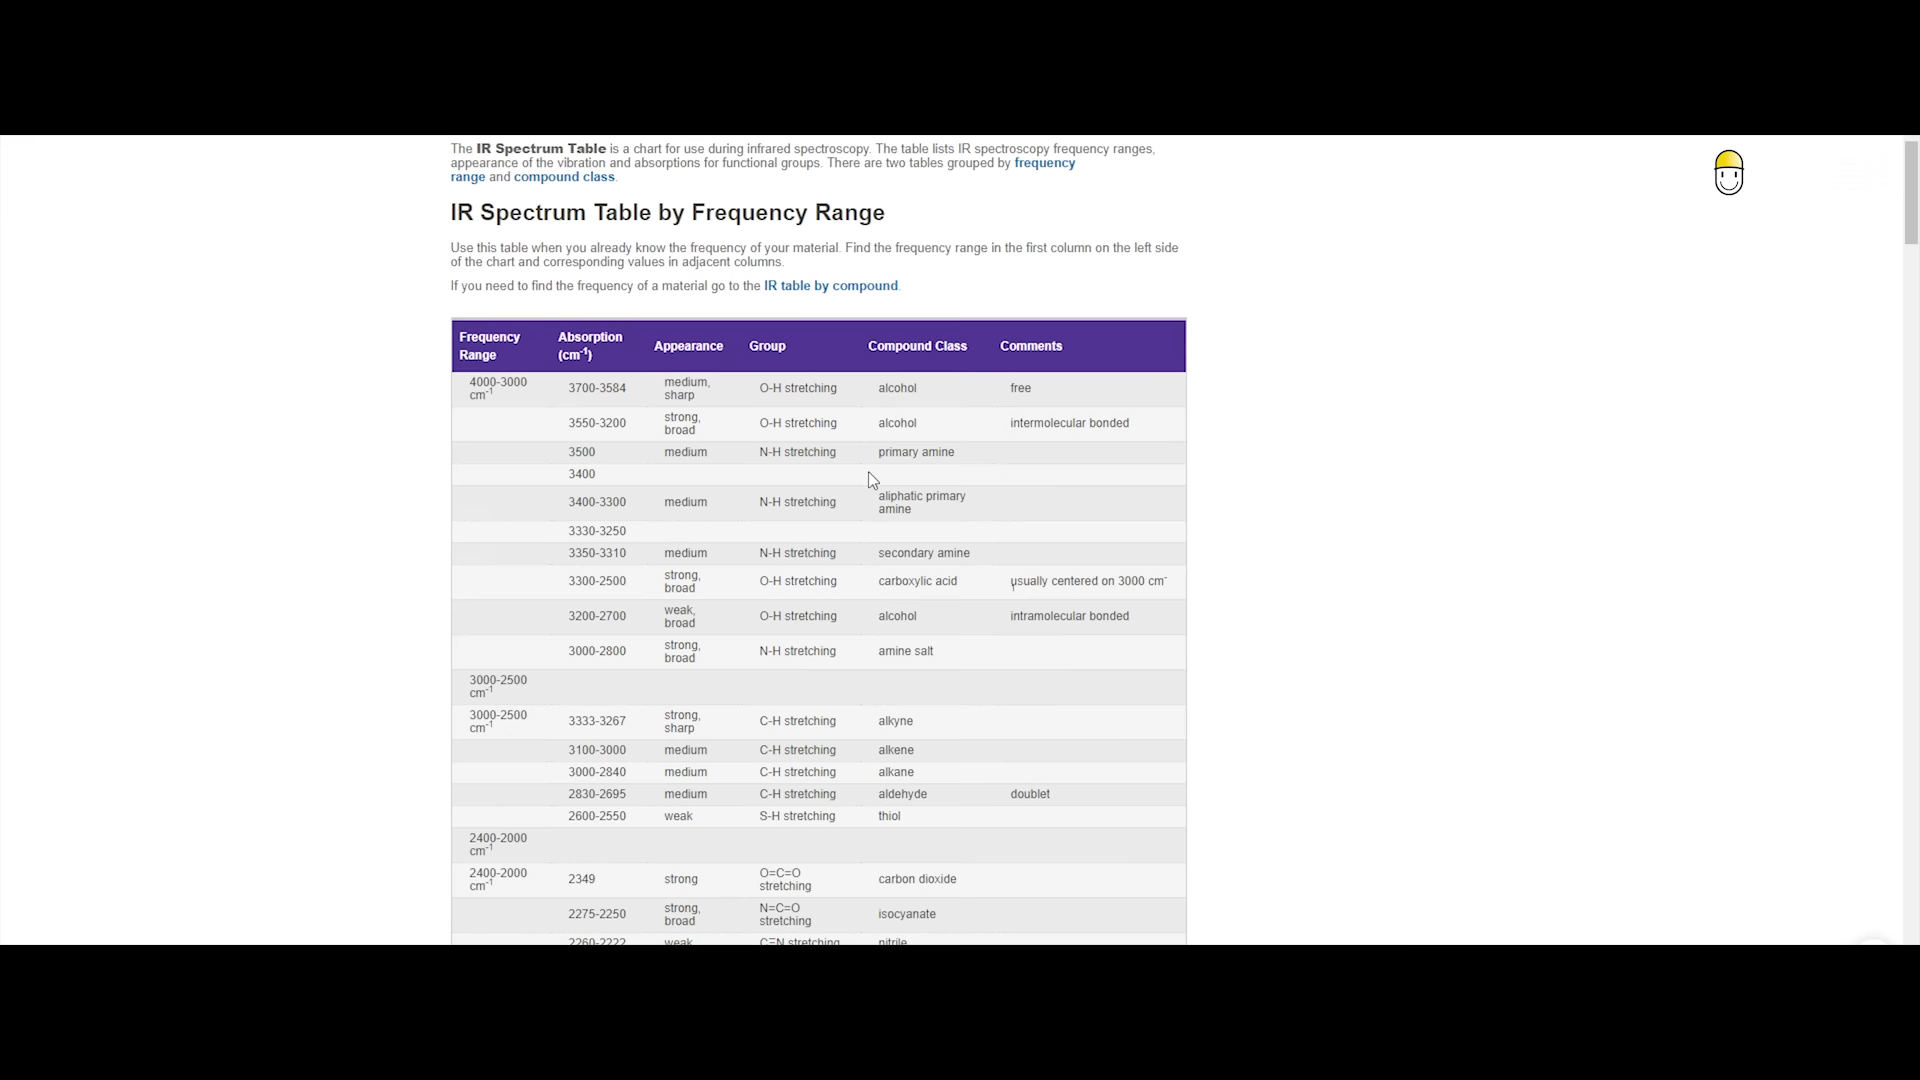 The IR Spectrum Table is a chart for use during infrared spectroscopy. The table lists IR spectroscopy frequency ranges,
appearance of the vibration and absorptions for functional groups. There are two tables grouped by frequency
range and compound class.
IR Spectrum Table by Frequency Range
Use this table when you already know the frequency of your material. Find the frequency range in the first column on the left side
of the chart and corresponding values in adjacent columns.
If you need to find the frequency of a material go to the IR table by compound.
Frequency Range Absorption (cm-1) Appearance Group Compound Class Comments
4000-3000 cm-1 3700-3584 medium, sharp O-H stretching alcohol free
3550-3200 strong, broad O-H stretching alcohol intermolecular bonded
3500 medium N-H stretching primary amine
3400
3400-3300 medium N-H stretching aliphatic primary amine
3330-3250
3350-3310 medium N-H stretching secondary amine
3300-2500 strong, broad O-H stretching carboxylic acid usually centered on 3000 cm-1
3200-2700 weak, broad O-H stretching alcohol intramolecular bonded
3000-2800 strong, broad N-H stretching amine salt
3000-2500 cm-1
3000-2500 cm-1 3333-3267 strong, sharp C-H stretching alkyne
3100-3000 medium C-H stretching alkene
3000-2840 medium C-H stretching alkane
2830-2695 medium C-H stretching aldehyde doublet
2600-2550 weak S-H stretching thiol
2400-2000 cm-1
2400-2000 cm-1 2349 strong O=C=O stretching carbon dioxide
2275-2250 strong, broad N=C=O stretching isocyanate
2260-2222 weak C≡N stretching nitrile